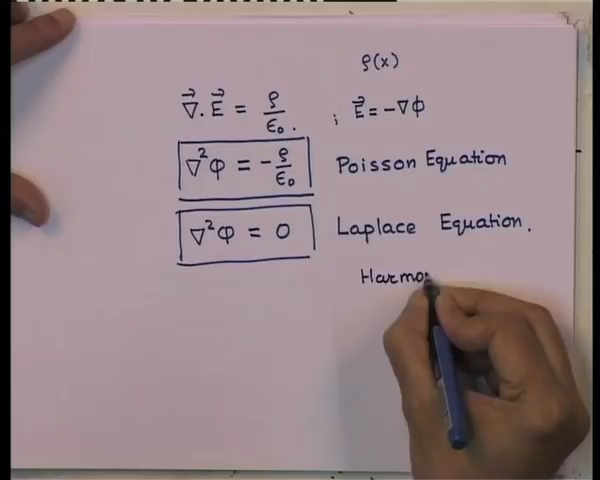 ρ(x)
∇⃗. E⃗ = ρ/ε₀. ; E⃗ = -∇Φ
∇²φ = -ρ/ε₀ Poisson Equation
∇²φ = 0 Laplace Equation.
Harmo